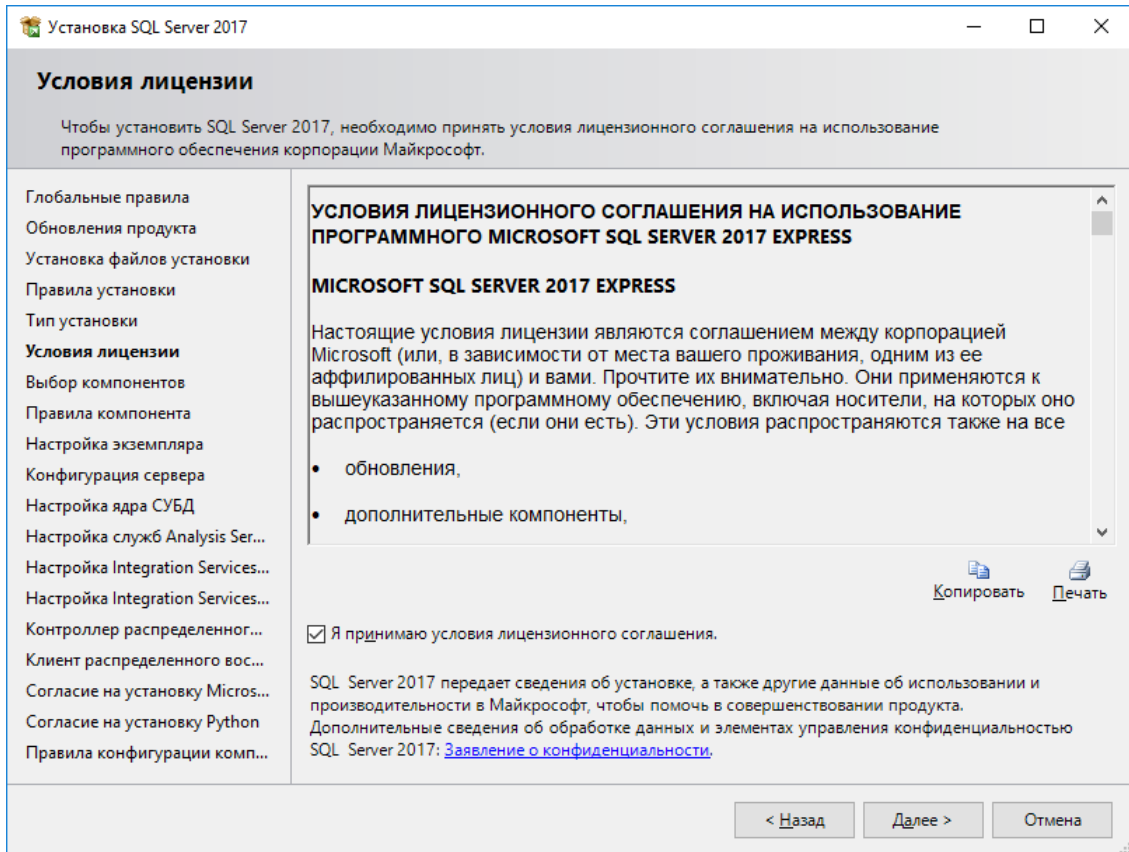 Установка SQL Server 2017
Условия лицензии
Чтобы установить SQL Server 2017, необходимо принять условия лицензионного соглашения на использование
программного обеспечения корпорации Майкрософт.
Глобальные правила
Обновления продукта
Установка файлов установки
Правила установки
Тип установки
Условия лицензии
Выбор компонентов
Правила компонента
Настройка экземпляра
Конфигурация сервера
Настройка ядра СУБД
Настройка служб Analysis Ser...
Настройка Integration Services...
Настройка Integration Services...
Контроллер распределенног...
Клиент распределенного вос...
Согласие на установку Micros...
Согласие на установку Python
Правила конфигурации комп...
УСЛОВИЯ ЛИЦЕНЗИОННОГО СОГЛАШЕНИЯ НА ИСПОЛЬЗОВАНИЕ
ПРОГРАММНОГО MICROSOFT SQL SERVER 2017 EXPRESS
MICROSOFT SQL SERVER 2017 EXPRESS
Настоящие условия лицензии являются соглашением между корпорацией
Microsoft (или, в зависимости от места вашего проживания, одним из ее
аффилированных лиц) и вами. Прочтите их внимательно. Они применяются к
вышеуказанному программному обеспечению, включая носители, на которых оно
распространяется (если они есть). Эти условия распространяются также на все
• обновления,
• дополнительные компоненты,
Копировать Печать
Я принимаю условия лицензионного соглашения.
SQL Server 2017 передает сведения об установке, а также другие данные об использовании и
производительности в Майкрософт, чтобы помочь в совершенствовании продукта.
Дополнительные сведения об обработке данных и элементах управления конфиденциальностью
SQL Server 2017: Заявление о конфиденциальности.
< Назад Далее > Отмена